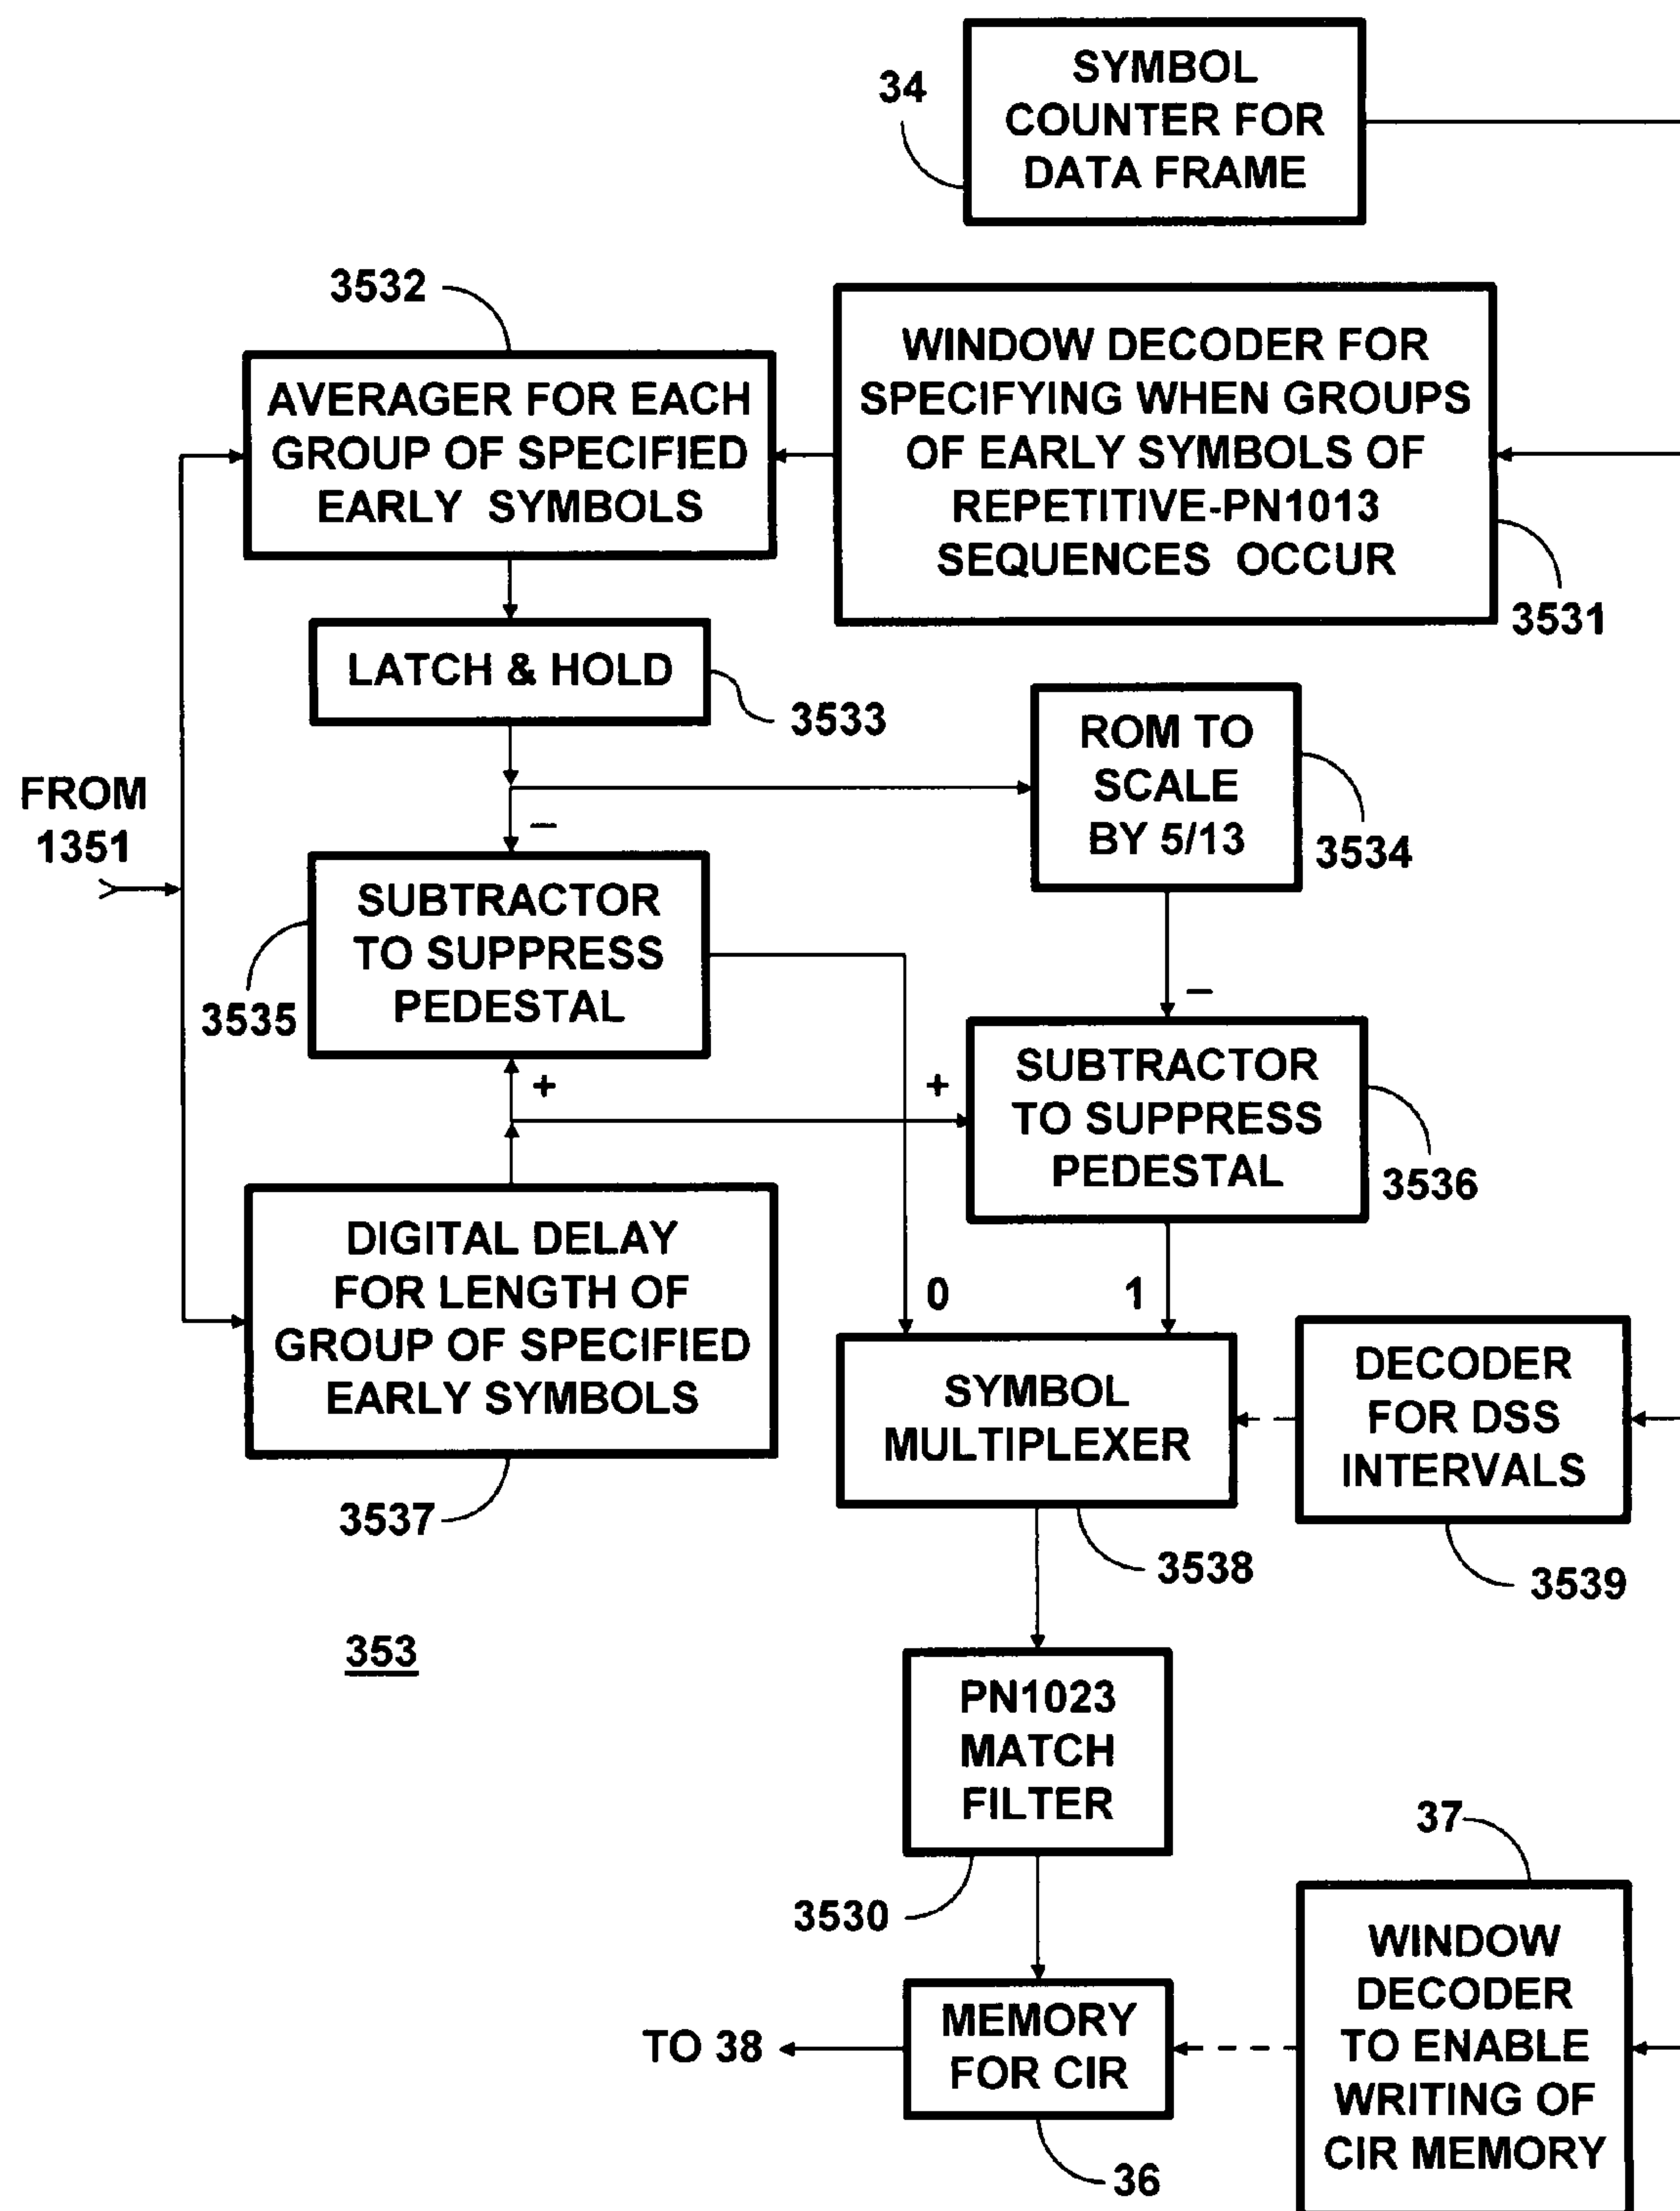 34
SYMBOL
COUNTER FOR
DATA FRAME
3532
AVERAGER FOR EACH
GROUP OF SPECIFIED
EARLY SYMBOLS
WINDOW DECODER FOR
SPECIFYING WHEN GROUPS
OF EARLY SYMBOLS OF
REPETITIVE-PN1013
SEQUENCES OCCUR
3531
LATCH & HOLD
3533
ROM TO
SCALE
BY 5/13
3534
FROM
1351
–
SUBTRACTOR
TO SUPPRESS
PEDESTAL
3535
–
+
+
SUBTRACTOR
TO SUPPRESS
PEDESTAL
3536
DIGITAL DELAY
FOR LENGTH OF
GROUP OF SPECIFIED
EARLY SYMBOLS
3537
0
1
SYMBOL
MULTIPLEXER
3538
DECODER
FOR DSS
INTERVALS
3539
353
PN1023
MATCH
FILTER
3530
37
WINDOW
DECODER
TO ENABLE
WRITING OF
CIR MEMORY
TO 38
MEMORY
FOR CIR
36